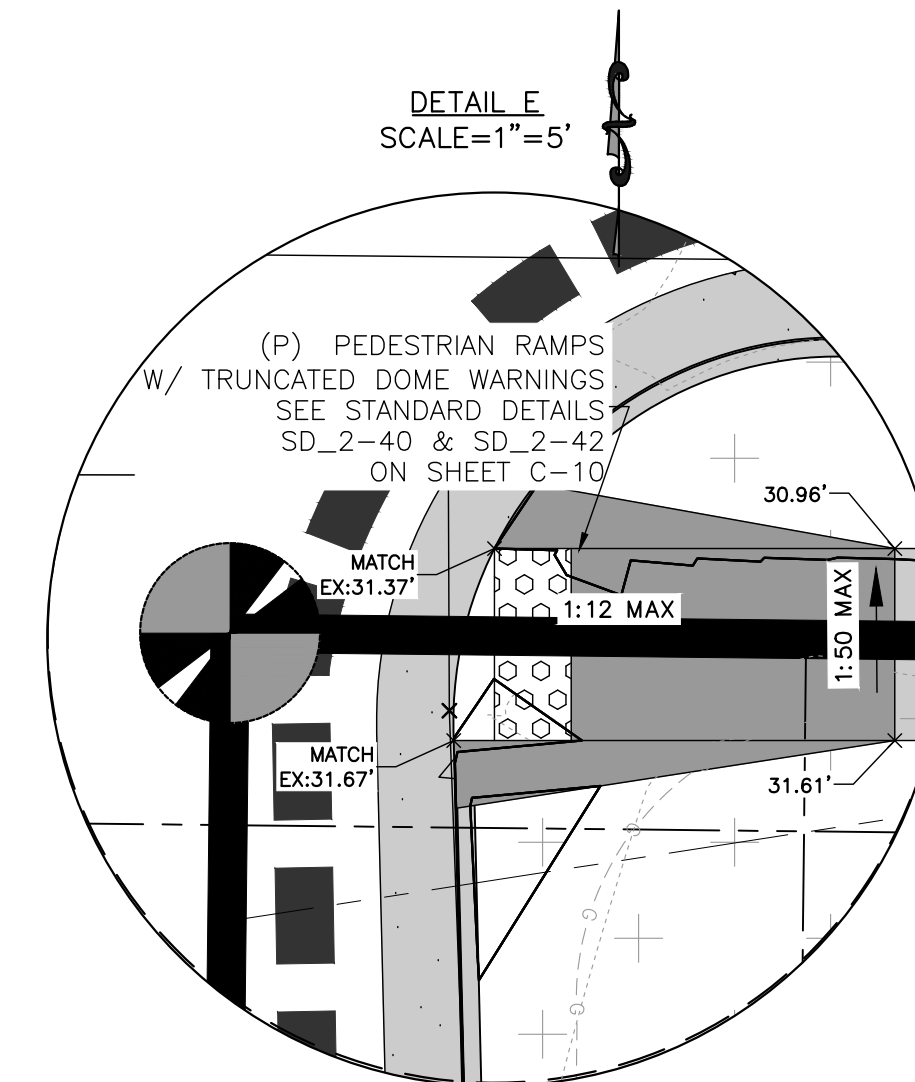 DETAIL E
SCALE=1"=5'
(P) PEDESTRIAN RAMPS
W/ TRUNCATED DOME WARNINGS
SEE STANDARD DETAILS
SD_2-40 & SD_2-42
ON SHEET C-10
30.96'
MATCH
EX:31.37'
1:12 MAX
1:50 MAX
MATCH
EX:31.67'
31.61'
G
G
G